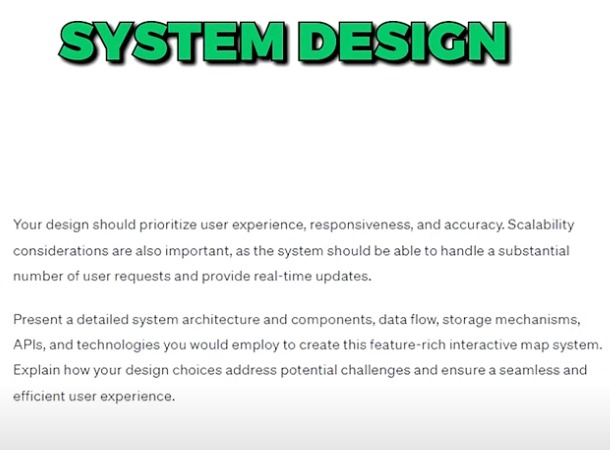 SYSTEM DESIGN
Your design should prioritize user experience, responsiveness, and accuracy. Scalability
considerations are also important, as the system should be able to handle a substantial
number of user requests and provide real-time updates.
Present a detailed system architecture and components, data flow, storage mechanisms,
APIs, and technologies you would employ to create this feature-rich interactive map system.
Explain how your design choices address potential challenges and ensure a seamless and
efficient user experience.